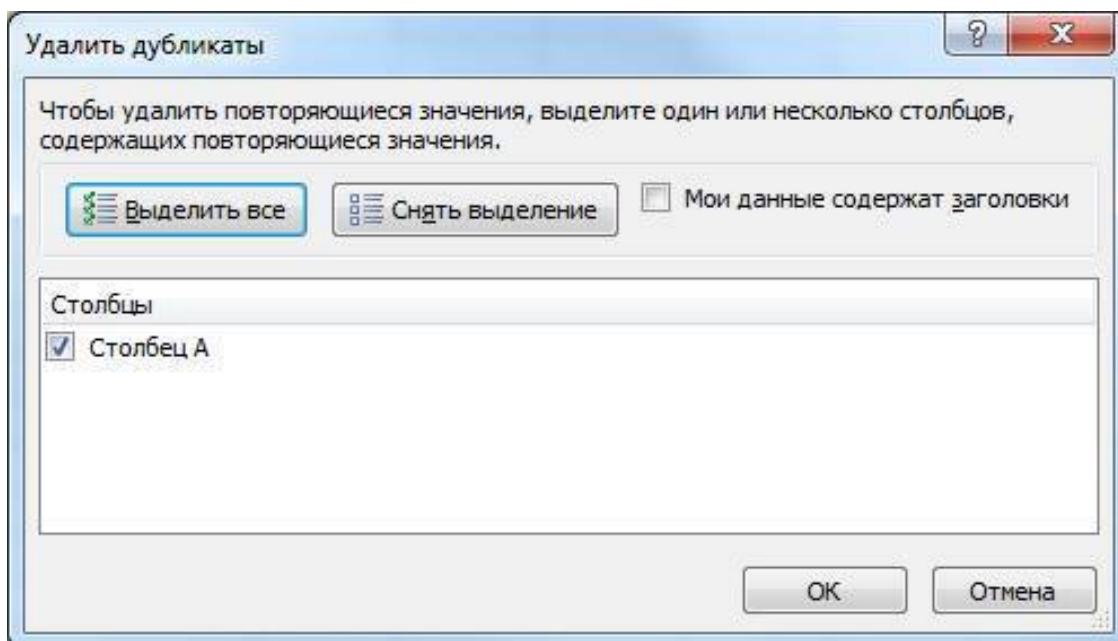 Удалить дубликаты
?
Чтобы удалить повторяющиеся значения, выделите один или несколько столбцов,
содержащих повторяющиеся значения.
Выделить все
Снять выделение
Мои данные содержат заголовки
Столбцы
Столбец A
ОК
Отмена